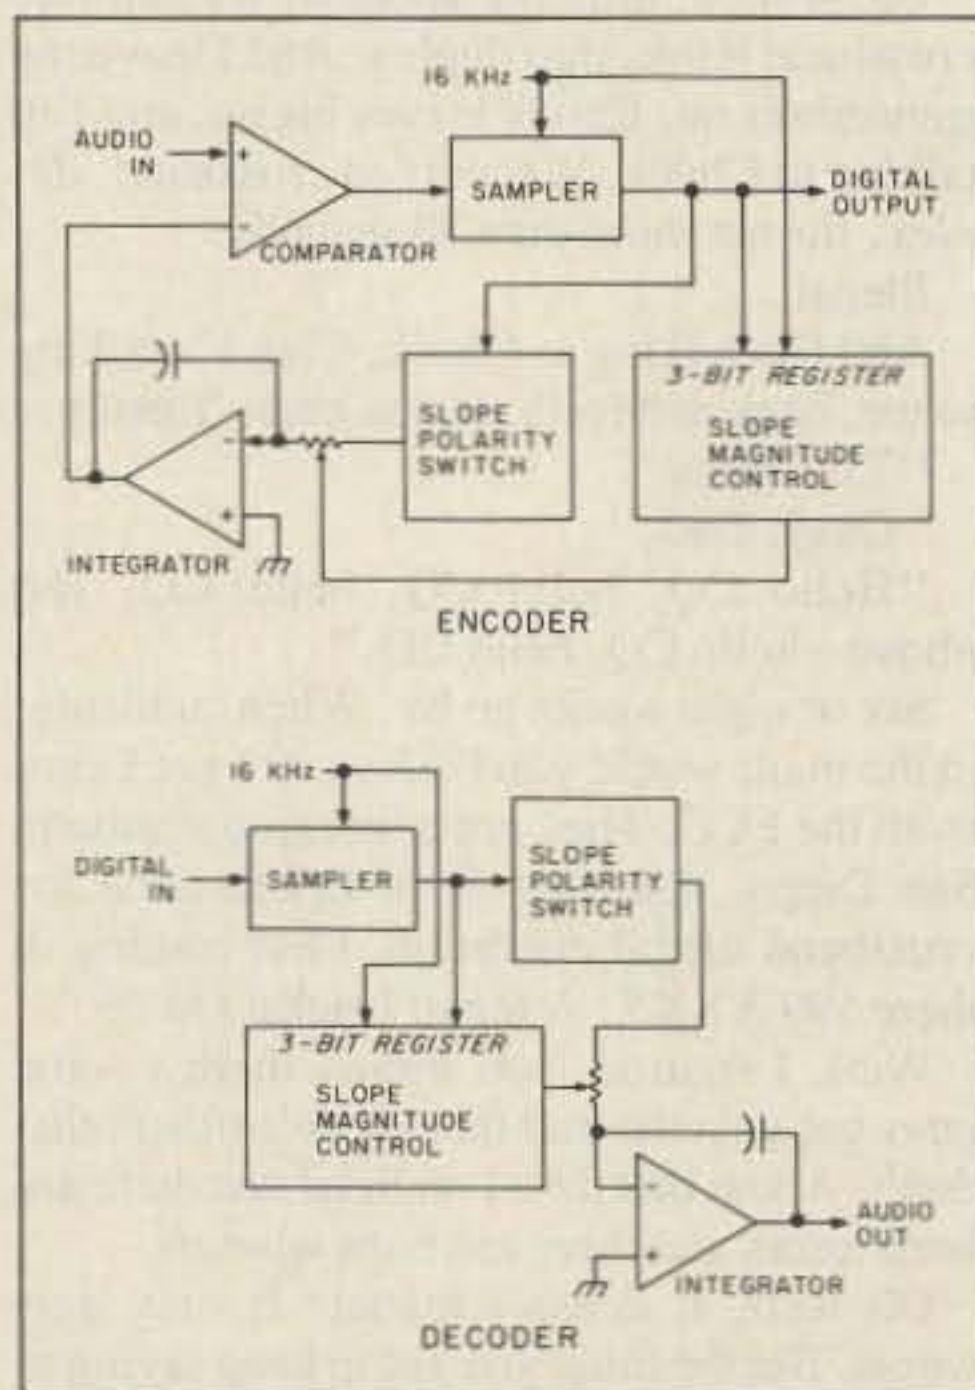 16 KHz
AUDIO
IN
+
-
COMPARATOR
SAMPLER
DIGITAL
OUTPUT
3-BIT REGISTER
SLOPE
MAGNITUDE
CONTROL
SLOPE
POLARITY
SWITCH
-
+
INTEGRATOR
ENCODER
16 KHz
DIGITAL
IN
SAMPLER
SLOPE
POLARITY
SWITCH
3-BIT REGISTER
SLOPE
MAGNITUDE
CONTROL
-
+
AUDIO
OUT
INTEGRATOR
DECODER